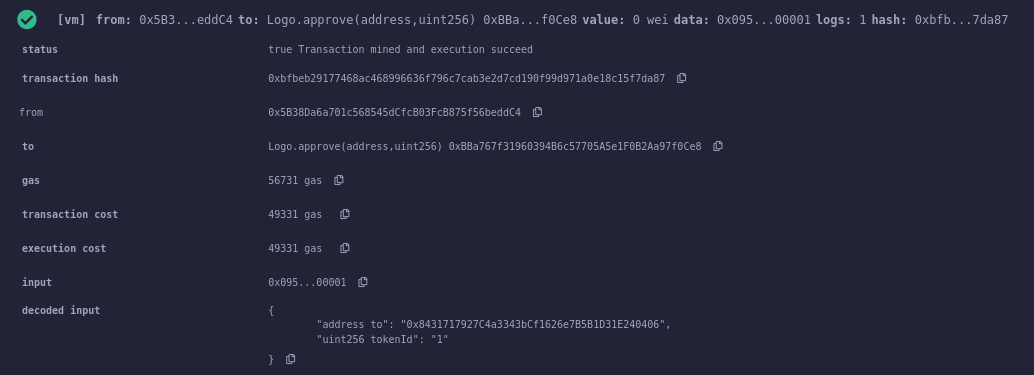 [vm] from: 0x5B3...eddC4 to: Logo.approve(address,uint256) 0xBBa...f0Ce8 value: 0 wei data: 0x095...00001 logs: 1 hash: 0xbfb...7da87
status true Transaction mined and execution succeed
transaction hash 0xbfbeb29177468ac468996636f796c7cab3e2d7cd190f99d971a0e18c15f7da87
from 0x5B38Da6a701c568545dCfcB03FcB875f56beddC4
to Logo.approve(address,uint256) 0xBBa767f31960394B6c57705A5e1F0B2Aa97f0Ce8
gas 56731 gas
transaction cost 49331 gas
execution cost 49331 gas
input 0x095...00001
decoded input {
"address to": "0x8431717927C4a3343bCf1626e7B5B1D31E240406",
"uint256 tokenId": "1"
}